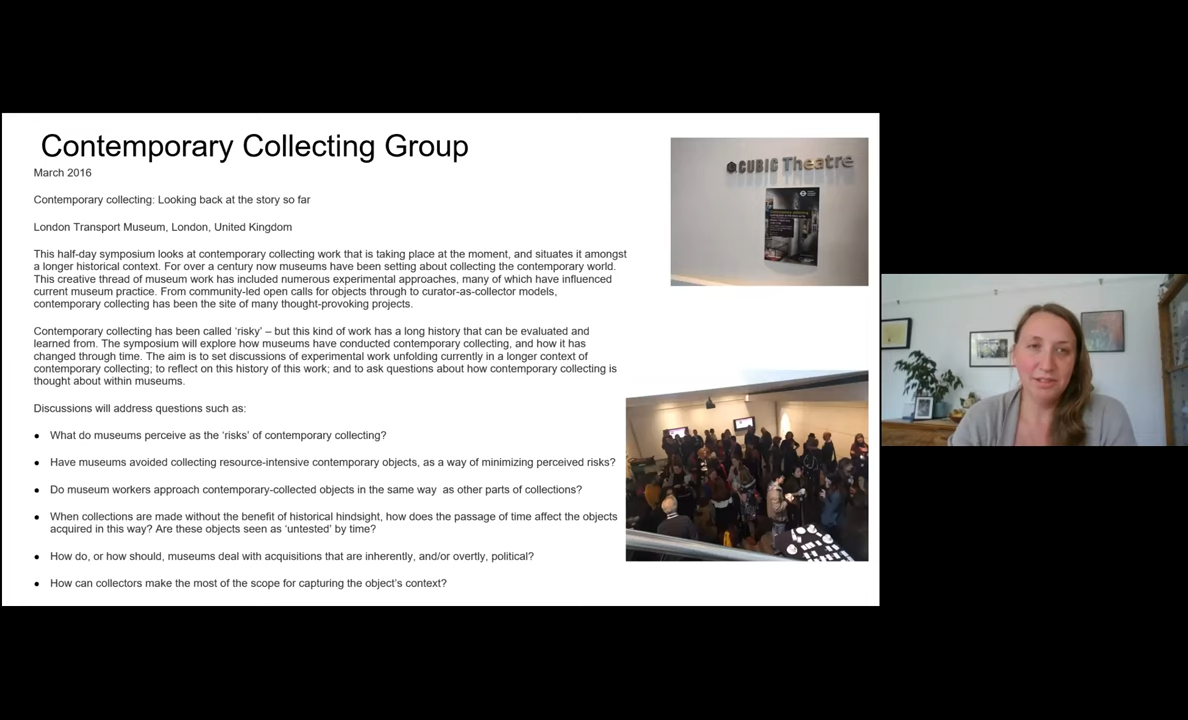 Contemporary Collecting Group
March 2016
Contemporary collecting: Looking back at the story so far
London Transport Museum, London, United Kingdom
This half-day symposium looks at contemporary collecting work that is taking place at the moment, and situates it amongst
a longer historical context. For over a century now museums have been setting about collecting the contemporary world.
This creative thread of museum work has included numerous experimental approaches, many of which have influenced
current museum practice. From community-led open calls for objects through to curator-as-collector models,
contemporary collecting has been the site of many thought-provoking projects.
Contemporary collecting has been called ‘risky’ – but this kind of work has a long history that can be evaluated and
learned from. The symposium will explore how museums have conducted contemporary collecting, and how it has
changed through time. The aim is to set discussions of experimental work unfolding currently in a longer context of
contemporary collecting; to reflect on this history of this work; and to ask questions about how contemporary collecting is
thought about within museums.
Discussions will address questions such as:
● What do museums perceive as the ‘risks’ of contemporary collecting?
● Have museums avoided collecting resource-intensive contemporary objects, as a way of minimizing perceived risks?
● Do museum workers approach contemporary-collected objects in the same way as other parts of collections?
● When collections are made without the benefit of historical hindsight, how does the passage of time affect the objects
acquired in this way? Are these objects seen as ‘untested’ by time?
● How do, or how should, museums deal with acquisitions that are inherently, and/or overtly, political?
● How can collectors make the most of the scope for capturing the object’s context?
CUBIC Theatre